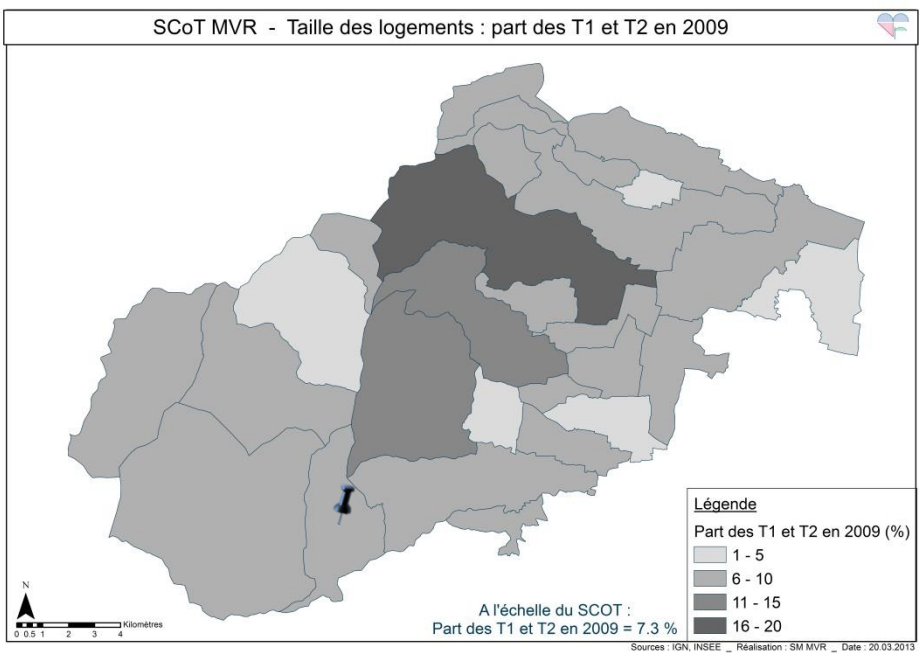 SCoT MVR - Taille des logements : part des T1 et T2 en 2009
Légende
Part des T1 et T2 en 2009 (%)
1 - 5
6 - 10
11 - 15
16 - 20
N
Kilomètres
0 0.5 1 2 3 4
A l'échelle du SCOT :
Part des T1 et T2 en 2009 = 7.3 %
Sources : IGN, INSEE _ Réalisation : SM MVR _ Date : 20.03.2013